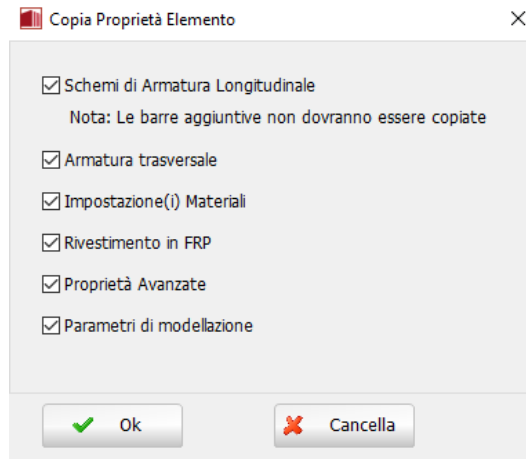 Copia Proprietà Elemento
Schemi di Armatura Longitudinale
Nota: Le barre aggiuntive non dovranno essere copiate
Armatura trasversale
Impostazione(i) Materiali
Rivestimento in FRP
Proprietà Avanzate
Parametri di modellazione
Ok
Cancella